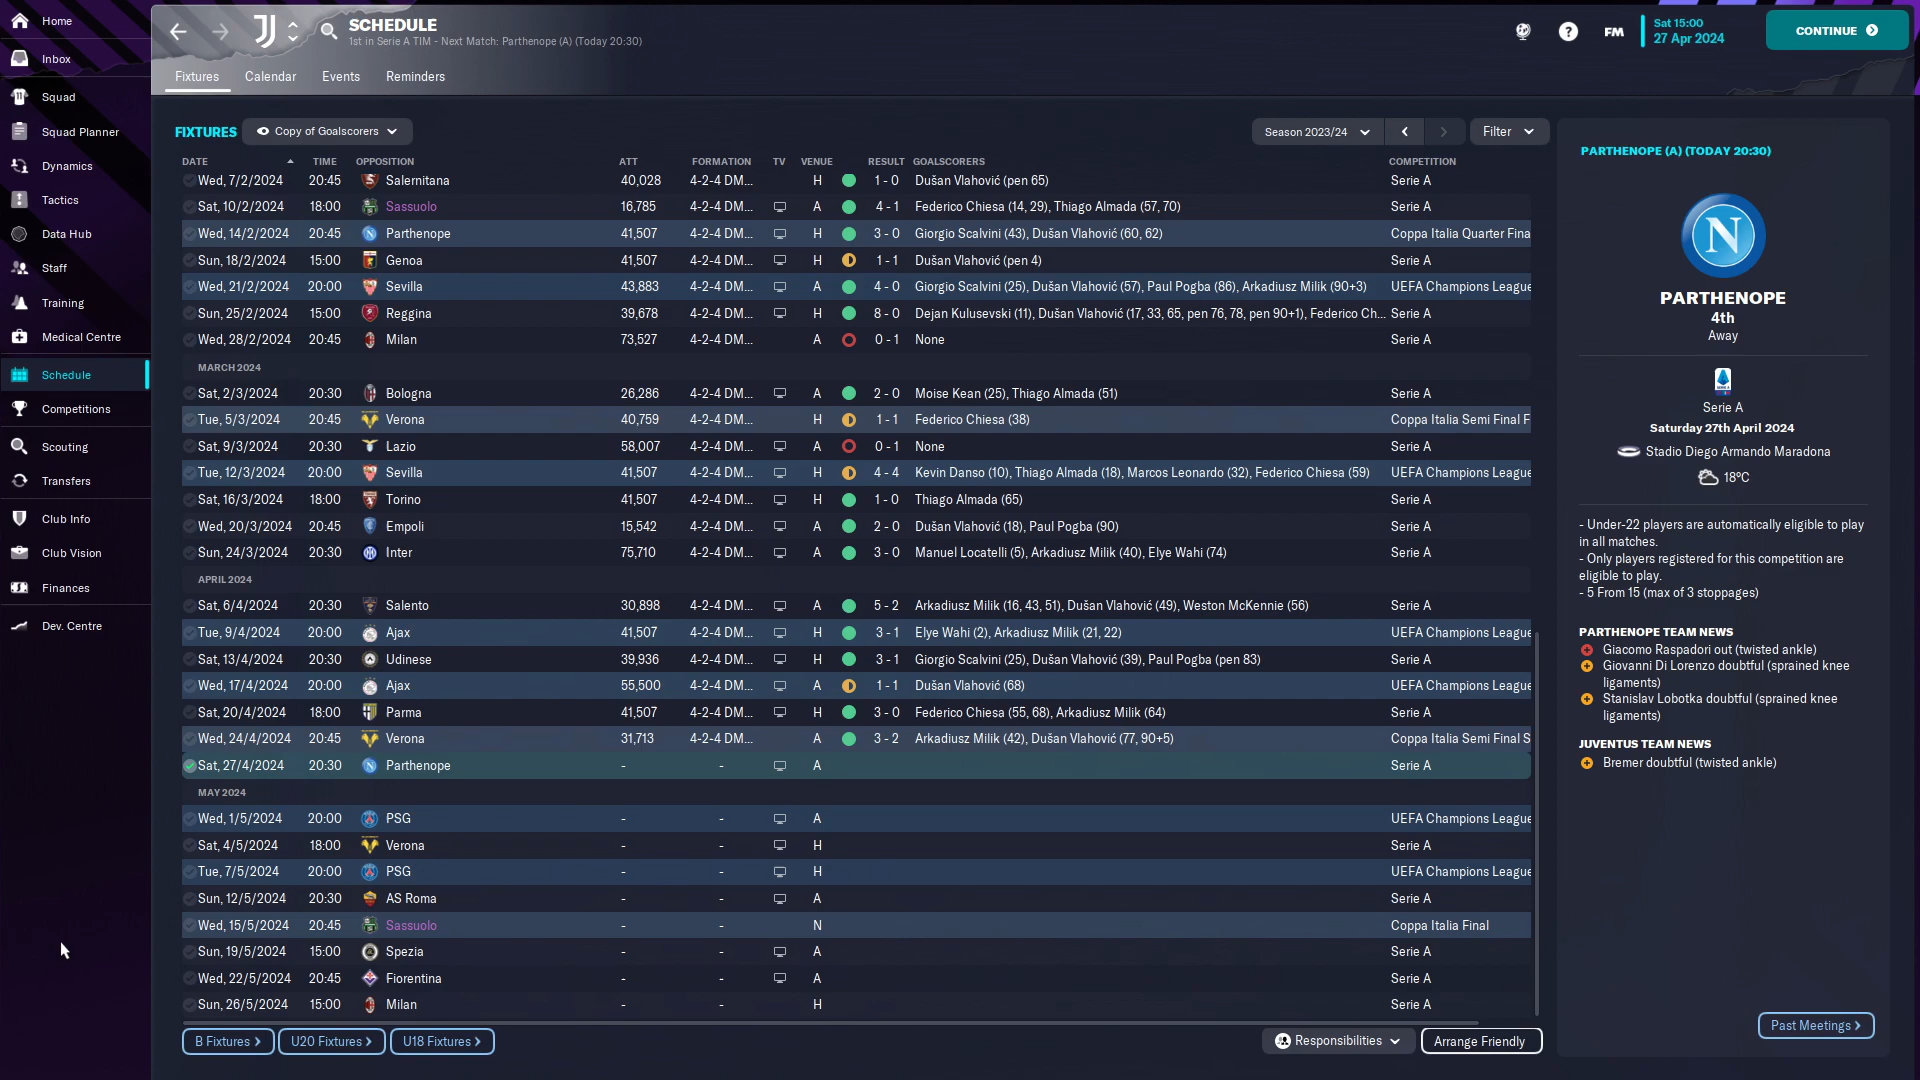 Home
Inbox
Squad
Squad Planner
Dynamics
Tactics
Data Hub
Staff
Training
Medical Centre
Schedule
Competitions
Scouting
Transfers
Club Info
Club Vision
Finances
Dev. Centre
SCHEDULE
1st in Serie A TIM - Next Match: Parthenope (A) (Today 20:30)
? FM Sat 15:00
27 Apr 2024
CONTINUE
Fixtures Calendar Events Reminders
FIXTURES Copy of Goalscorers Season 2023/24 Filter
DATE TIME OPPOSITION ATT FORMATION TV VENUE RESULT GOALSCORERS COMPETITION
Wed, 7/2/2024 20:45 Salernitana 40,028 4-2-4 DM... H 1 - 0 Dušan Vlahović (pen 65) Serie A
Sat, 10/2/2024 18:00 Sassuolo 16,785 4-2-4 DM... A 4 - 1 Federico Chiesa (14, 29), Thiago Almada (57, 70) Serie A
Wed, 14/2/2024 20:45 Parthenope 41,507 4-2-4 DM... H 3 - 0 Giorgio Scalvini (43), Dušan Vlahović (60, 62) Coppa Italia Quarter Fina
Sun, 18/2/2024 15:00 Genoa 41,507 4-2-4 DM... H 1 - 1 Dušan Vlahović (pen 4) Serie A
Wed, 21/2/2024 20:00 Sevilla 43,883 4-2-4 DM... A 4 - 0 Giorgio Scalvini (25), Dušan Vlahović (57), Paul Pogba (86), Arkadiusz Milik (90+3) UEFA Champions League
Sun, 25/2/2024 15:00 Reggina 39,678 4-2-4 DM... H 8 - 0 Dejan Kulusevski (11), Dušan Vlahović (17, 33, 65, pen 76, 78, pen 90+1), Federico Ch... Serie A
Wed, 28/2/2024 20:45 Milan 73,527 4-2-4 DM... A 0 - 1 None Serie A
MARCH 2024
Sat, 2/3/2024 20:30 Bologna 26,286 4-2-4 DM... A 2 - 0 Moise Kean (25), Thiago Almada (51) Serie A
Tue, 5/3/2024 20:45 Verona 40,759 4-2-4 DM... H 1 - 1 Federico Chiesa (38) Coppa Italia Semi Final F
Sat, 9/3/2024 20:30 Lazio 58,007 4-2-4 DM... A 0 - 1 None Serie A
Tue, 12/3/2024 20:00 Sevilla 41,507 4-2-4 DM... H 4 - 4 Kevin Danso (10), Thiago Almada (18), Marcos Leonardo (32), Federico Chiesa (59) UEFA Champions League
Sat, 16/3/2024 18:00 Torino 41,507 4-2-4 DM... H 1 - 0 Thiago Almada (65) Serie A
Wed, 20/3/2024 20:45 Empoli 15,542 4-2-4 DM... A 2 - 0 Dušan Vlahović (18), Paul Pogba (90) Serie A
Sun, 24/3/2024 20:30 Inter 75,710 4-2-4 DM... A 3 - 0 Manuel Locatelli (5), Arkadiusz Milik (40), Elye Wahi (74) Serie A
APRIL 2024
Sat, 6/4/2024 20:30 Salento 30,898 4-2-4 DM... A 5 - 2 Arkadiusz Milik (16, 43, 51), Dušan Vlahović (49), Weston McKennie (56) Serie A
Tue, 9/4/2024 20:00 Ajax 41,507 4-2-4 DM... H 3 - 1 Elye Wahi (2), Arkadiusz Milik (21, 22) UEFA Champions League
Sat, 13/4/2024 20:30 Udinese 39,936 4-2-4 DM... H 3 - 1 Giorgio Scalvini (25), Dušan Vlahović (39), Paul Pogba (pen 83) Serie A
Wed, 17/4/2024 20:00 Ajax 55,500 4-2-4 DM... A 1 - 1 Dušan Vlahović (68) UEFA Champions League
Sat, 20/4/2024 18:00 Parma 41,507 4-2-4 DM... H 3 - 0 Federico Chiesa (55, 68), Arkadiusz Milik (64) Serie A
Wed, 24/4/2024 20:45 Verona 31,713 4-2-4 DM... A 3 - 2 Arkadiusz Milik (42), Dušan Vlahović (77, 90+5) Coppa Italia Semi Final S
Sat, 27/4/2024 20:30 Parthenope - - A Serie A
MAY 2024
Wed, 1/5/2024 20:00 PSG - - A UEFA Champions League
Sat, 4/5/2024 18:00 Verona - - H Serie A
Tue, 7/5/2024 20:00 PSG - - H UEFA Champions League
Sun, 12/5/2024 20:30 AS Roma - - A Serie A
Wed, 15/5/2024 20:45 Sassuolo - - N Coppa Italia Final
Sun, 19/5/2024 15:00 Spezia - - A Serie A
Wed, 22/5/2024 20:45 Fiorentina - - A Serie A
Sun, 26/5/2024 15:00 Milan - - H Serie A
B Fixtures U20 Fixtures U18 Fixtures Responsibilities Arrange Friendly
PARTHENOPE (A) (TODAY 20:30)
N
PARTHENOPE
4th
Away
Serie A
Saturday 27th April 2024
Stadio Diego Armando Maradona
18°C
- Under-22 players are automatically eligible to play
in all matches.
- Only players registered for this competition are
eligible to play.
- 5 From 15 (max of 3 stoppages)
PARTHENOPE TEAM NEWS
Giacomo Raspadori out (twisted ankle)
Giovanni Di Lorenzo doubtful (sprained knee
ligaments)
Stanislav Lobotka doubtful (sprained knee
ligaments)
JUVENTUS TEAM NEWS
Bremer doubtful (twisted ankle)
Past Meetings